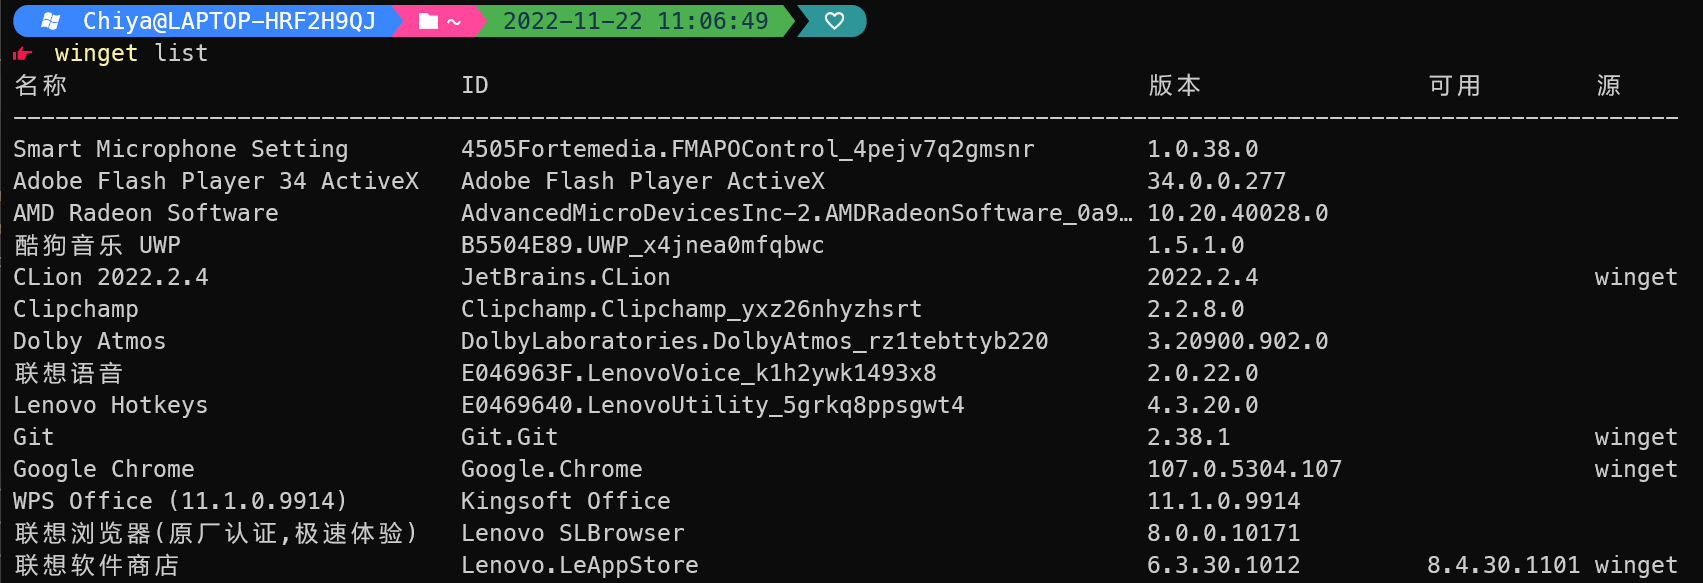 Chiya@LAPTOP-HRF2H9QJ ~ 2022-11-22 11:06:49
winget list
名称 ID 版本 可用 源
-----------------------------------------------------------------------------------------------------------------------
Smart Microphone Setting 4505Fortemedia.FMAPOControl_4pejv7q2gmsnr 1.0.38.0
Adobe Flash Player 34 ActiveX Adobe Flash Player ActiveX 34.0.0.277
AMD Radeon Software AdvancedMicroDevicesInc-2.AMDRadeonSoftware_0a9… 10.20.40028.0
酷狗音乐 UWP B5504E89.UWP_x4jnea0mfqbwc 1.5.1.0
CLion 2022.2.4 JetBrains.CLion 2022.2.4 winget
Clipchamp Clipchamp.Clipchamp_yxz26nhyzhsrt 2.2.8.0
Dolby Atmos DolbyLaboratories.DolbyAtmos_rz1tebttyb220 3.20900.902.0
联想语音 E046963F.LenovoVoice_k1h2ywk1493x8 2.0.22.0
Lenovo Hotkeys E0469640.LenovoUtility_5grkq8ppsgwt4 4.3.20.0
Git Git.Git 2.38.1 winget
Google Chrome Google.Chrome 107.0.5304.107 winget
WPS Office (11.1.0.9914) Kingsoft Office 11.1.0.9914
联想浏览器(原厂认证,极速体验) Lenovo SLBrowser 8.0.0.10171
联想软件商店 Lenovo.LeAppStore 6.3.30.1012 8.4.30.1101 winget